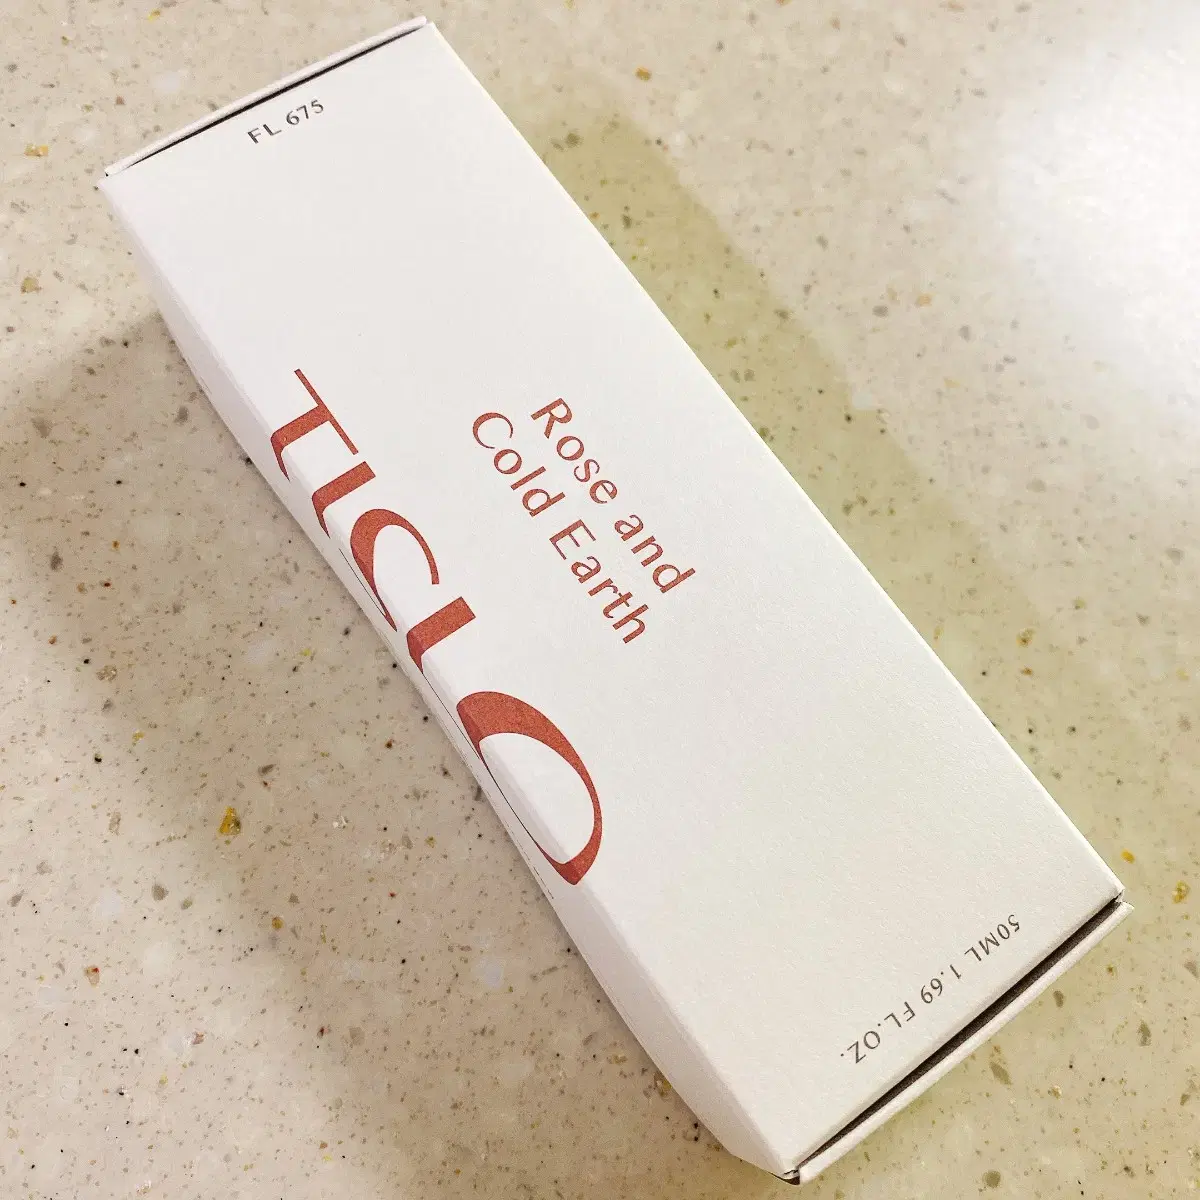 FL 675
Rose and
Cold Earth
50ML 1.69 FL.OZ.